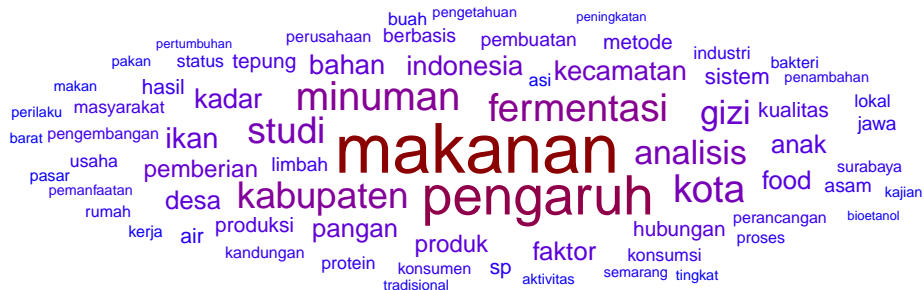 buah pengetahuan peningkatan
pertumbuhan perusahaan berbasis pembuatan metode industri
pakan status tepung bahan indonesia asi kecamatan sistem bakteri penambahan
makan hasil kadar minuman fermentasi gizi kualitas lokal
perilaku masyarakat jawa
barat pengembangan ikan studi makanan analisis anak
usaha pemberian limbah surabaya
pasar pemanfaatan desa kabupaten pengaruh kota food asam kajian
rumah produksi pangan hubungan perancangan bioetanol
kerja air produk faktor konsumsi proses
kandungan protein konsumen sp aktivitas semarang tingkat
tradisional